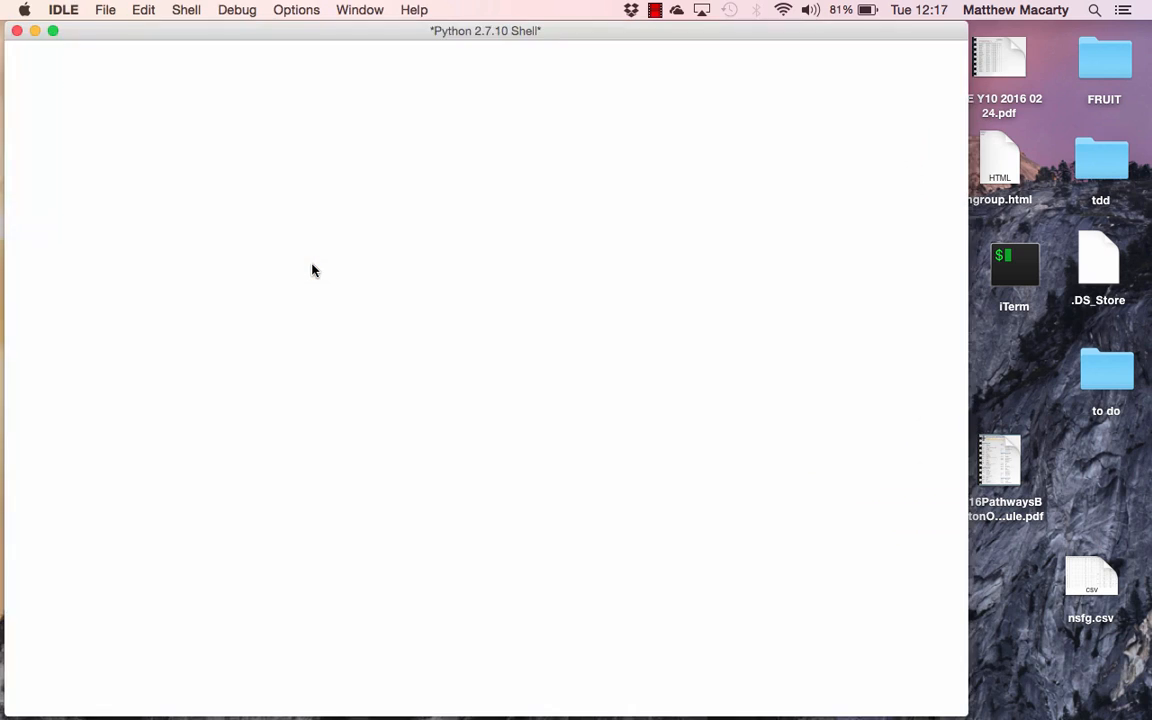 IDLE File Edit Shell Debug Options Window Help 81% Tue 12:17 Matthew Macarty
*Python 2.7.10 Shell*
E Y10 2016 02
24.pdf
FRUIT
HTML
ngroup.html
tdd
$
iTerm
.DS_Store
to do
16PathwaysB
tonO...ule.pdf
csv
nsfg.csv